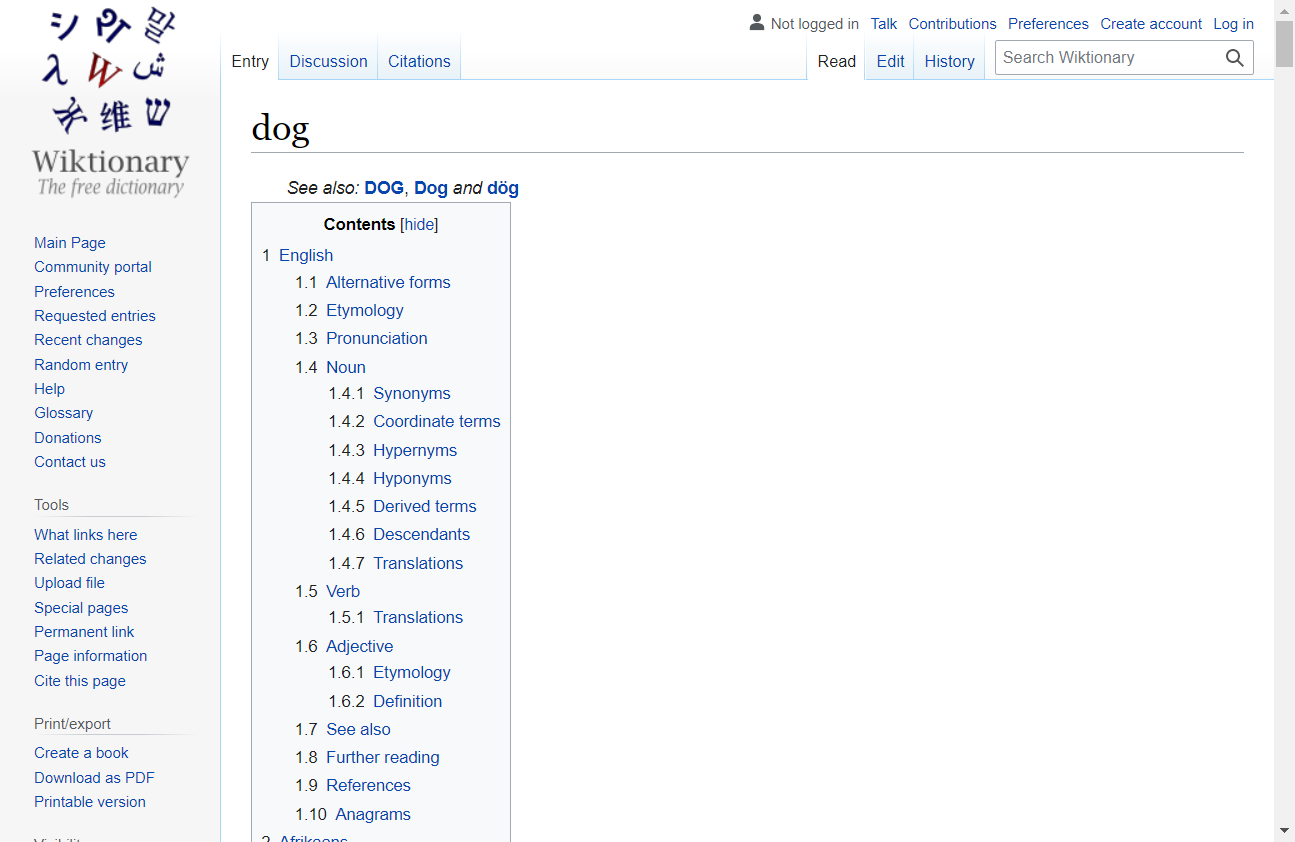 Not logged in Talk Contributions Preferences Create account Log in
Entry Discussion Citations Read Edit History Search Wiktionary
シ அ 말
λ W ش
维 ש
Wiktionary
The free dictionary
Main Page
Community portal
Preferences
Requested entries
Recent changes
Random entry
Help
Glossary
Donations
Contact us
Tools
What links here
Related changes
Upload file
Special pages
Permanent link
Page information
Cite this page
Print/export
Create a book
Download as PDF
Printable version
dog
See also: DOG, Dog and dög
Contents [hide]
1 English
1.1 Alternative forms
1.2 Etymology
1.3 Pronunciation
1.4 Noun
1.4.1 Synonyms
1.4.2 Coordinate terms
1.4.3 Hypernyms
1.4.4 Hyponyms
1.4.5 Derived terms
1.4.6 Descendants
1.4.7 Translations
1.5 Verb
1.5.1 Translations
1.6 Adjective
1.6.1 Etymology
1.6.2 Definition
1.7 See also
1.8 Further reading
1.9 References
1.10 Anagrams
2 Afrikaans